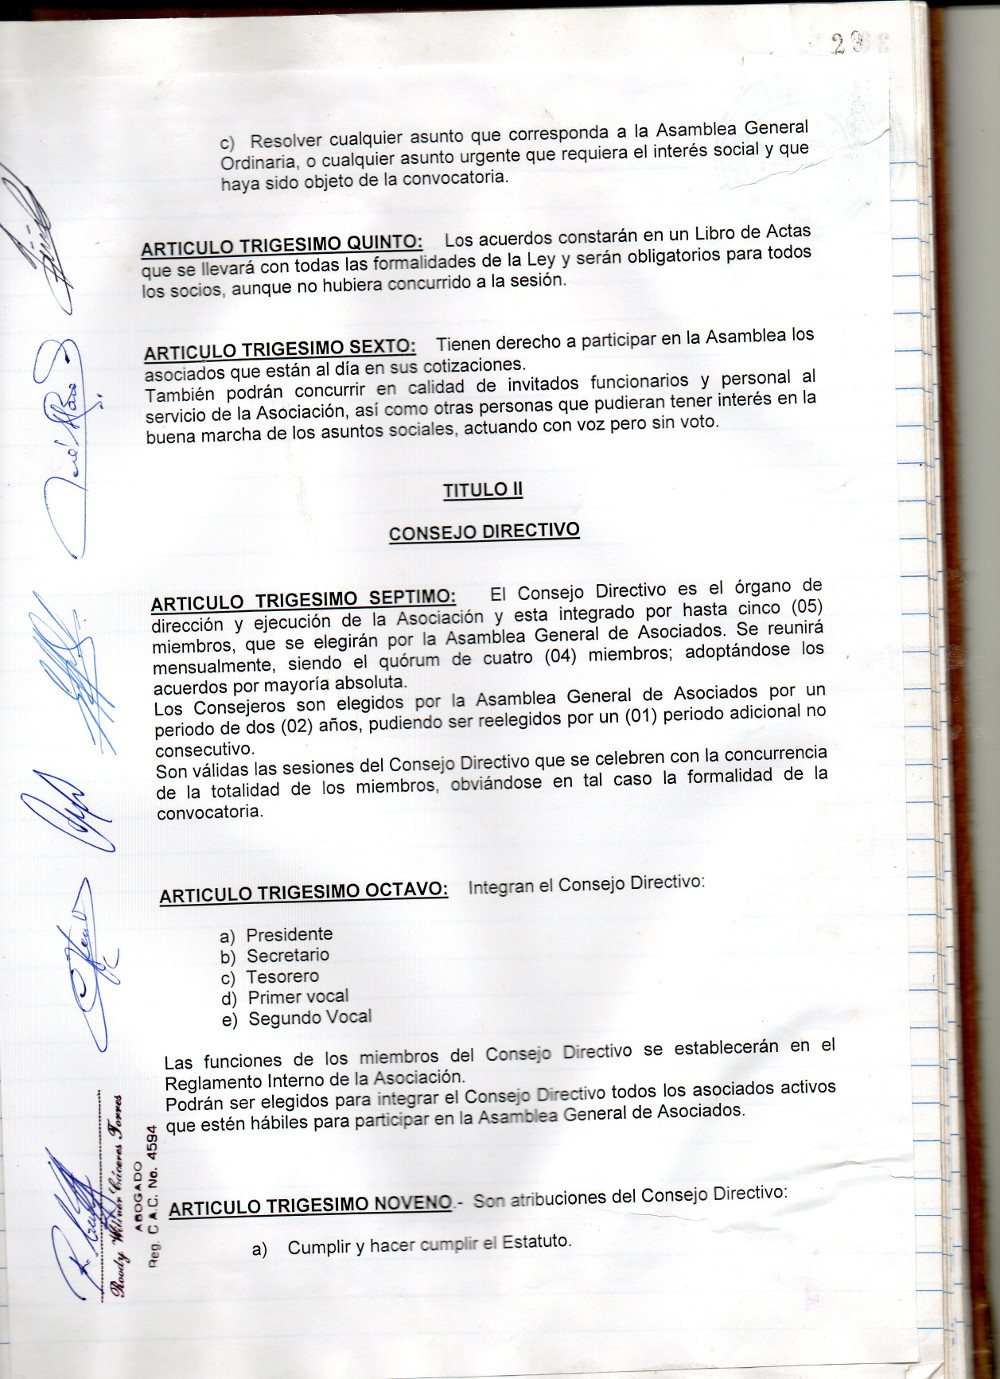 29
c) Resolver cualquier asunto que corresponda a la Asamblea General
Ordinaria, o cualquier asunto urgente que requiera el interés social y que
haya sido objeto de la convocatoria.
ARTICULO TRIGESIMO QUINTO: Los acuerdos constarán en un Libro de Actas
que se llevará con todas las formalidades de la Ley y serán obligatorios para todos
los socios, aunque no hubiera concurrido a la sesión.
ARTICULO TRIGESIMO SEXTO: Tienen derecho a participar en la Asamblea los
asociados que están al día en sus cotizaciones.
También podrán concurrir en calidad de invitados funcionarios y personal al
servicio de la Asociación, así como otras personas que pudieran tener interés en la
buena marcha de los asuntos sociales, actuando con voz pero sin voto.
TITULO II
CONSEJO DIRECTIVO
ARTICULO TRIGESIMO SEPTIMO: El Consejo Directivo es el órgano de
dirección y ejecución de la Asociación y esta integrado por hasta cinco (05)
miembros, que se elegirán por la Asamblea General de Asociados. Se reunirá
mensualmente, siendo el quórum de cuatro (04) miembros; adoptándose los
acuerdos por mayoría absoluta.
Los Consejeros son elegidos por la Asamblea General de Asociados por un
periodo de dos (02) años, pudiendo ser reelegidos por un (01) periodo adicional no
consecutivo.
Son válidas las sesiones del Consejo Directivo que se celebren con la concurrencia
de la totalidad de los miembros, obviándose en tal caso la formalidad de la
convocatoria.
ARTICULO TRIGESIMO OCTAVO: Integran el Consejo Directivo:
a) Presidente
b) Secretario
c) Tesorero
d) Primer vocal
e) Segundo Vocal
Las funciones de los miembros del Consejo Directivo se establecerán en el
Reglamento Interno de la Asociación.
Podrán ser elegidos para integrar el Consejo Directivo todos los asociados activos
que estén hábiles para participar en la Asamblea General de Asociados.
ARTICULO TRIGESIMO NOVENO.- Son atribuciones del Consejo Directivo:
a) Cumplir y hacer cumplir el Estatuto.
Cáceres Torres
ABOGADO
Reg. C.A.C. No. 4594